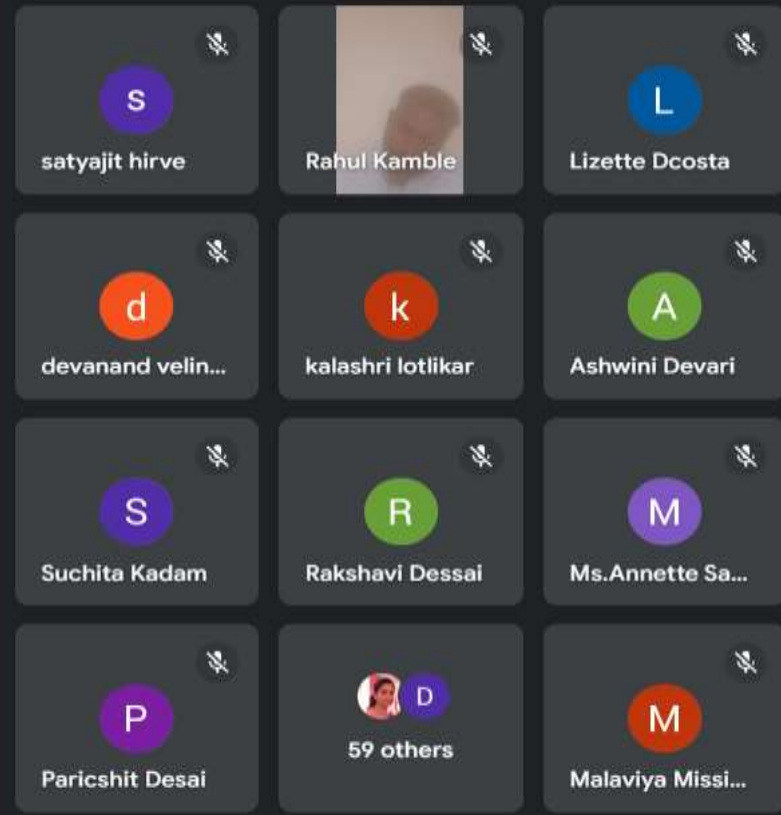 s
satyajit hirve
Rahul Kamble
L
Lizette Dcosta
d
devanand velin...
k
kalashri lotlikar
A
Ashwini Devari
S
Suchita Kadam
R
Rakshavi Dessai
M
Ms.Annette Sa...
P
Paricshit Desai
D
59 others
M
Malaviya Missi...